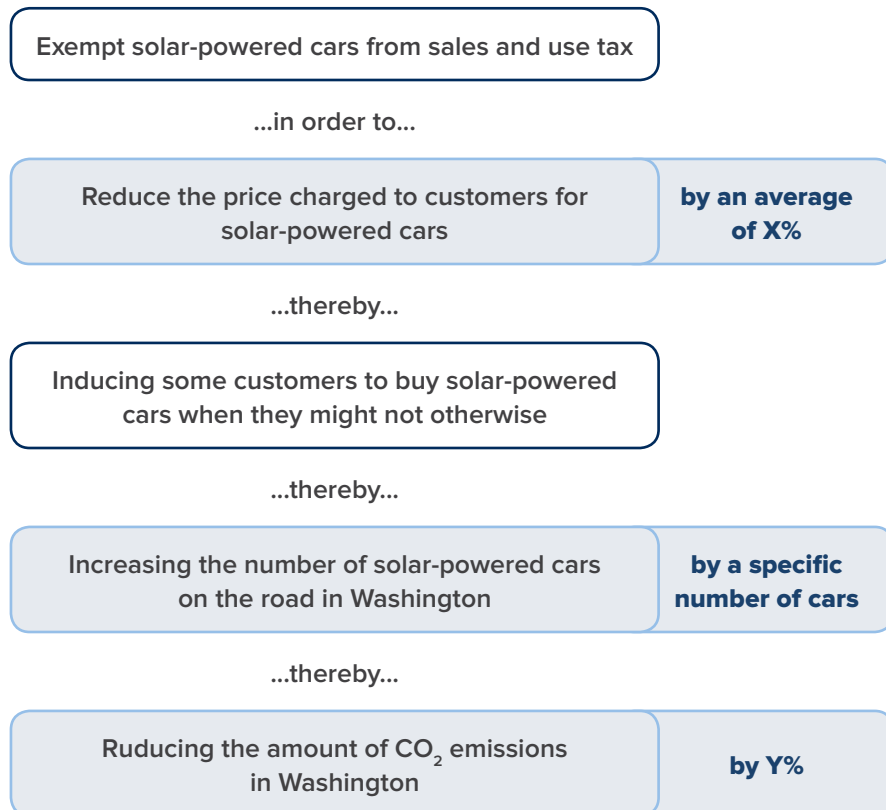 Exempt solar-powered cars from sales and use tax
...in order to...
Reduce the price charged to customers for
solar-powered cars
by an average
of X%
...thereby...
Inducing some customers to buy solar-powered
cars when they might not otherwise
...thereby...
Increasing the number of solar-powered cars
on the road in Washington
by a specific
number of cars
...thereby...
Ruducing the amount of CO₂ emissions
in Washington
by Y%